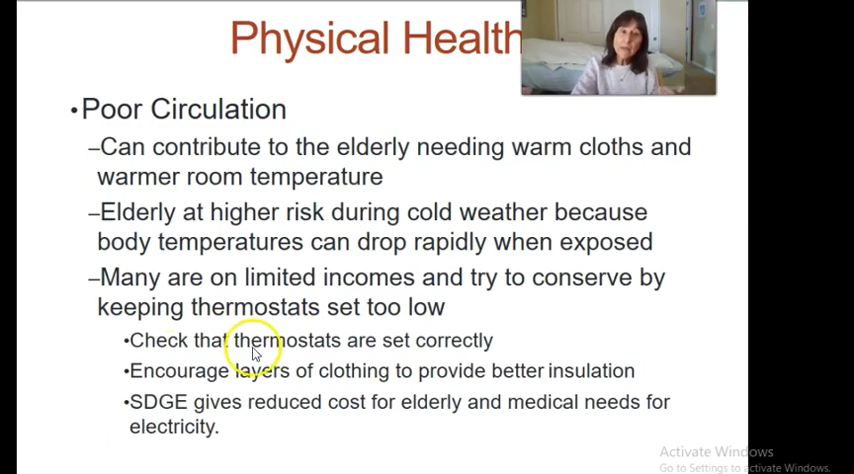 Physical Health
•Poor Circulation
–Can contribute to the elderly needing warm cloths and
warmer room temperature
–Elderly at higher risk during cold weather because
body temperatures can drop rapidly when exposed
–Many are on limited incomes and try to conserve by
keeping thermostats set too low
•Check that thermostats are set correctly
•Encourage layers of clothing to provide better insulation
•SDGE gives reduced cost for elderly and medical needs for
electricity.
Activate Windows
Go to Settings to activate Windows.